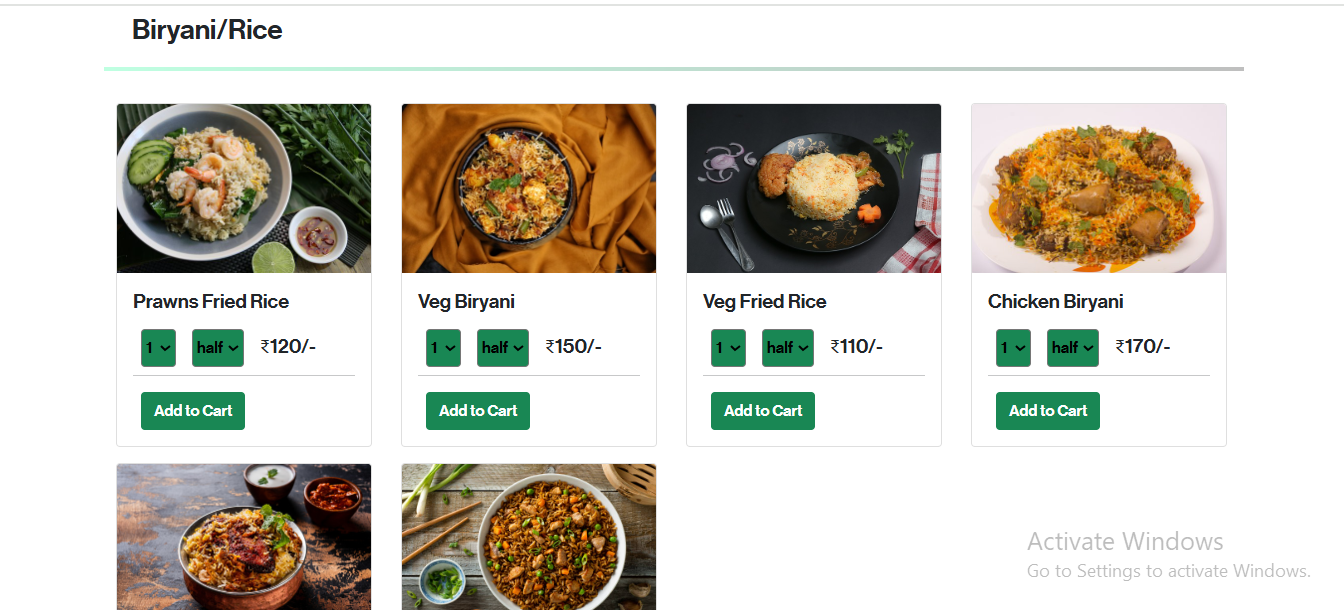 Biryani/Rice
Prawns Fried Rice
1 half ₹120/-
Add to Cart
Veg Biryani
1 half ₹150/-
Add to Cart
Veg Fried Rice
1 half ₹110/-
Add to Cart
Chicken Biryani
1 half ₹170/-
Add to Cart
Activate Windows
Go to Settings to activate Windows.